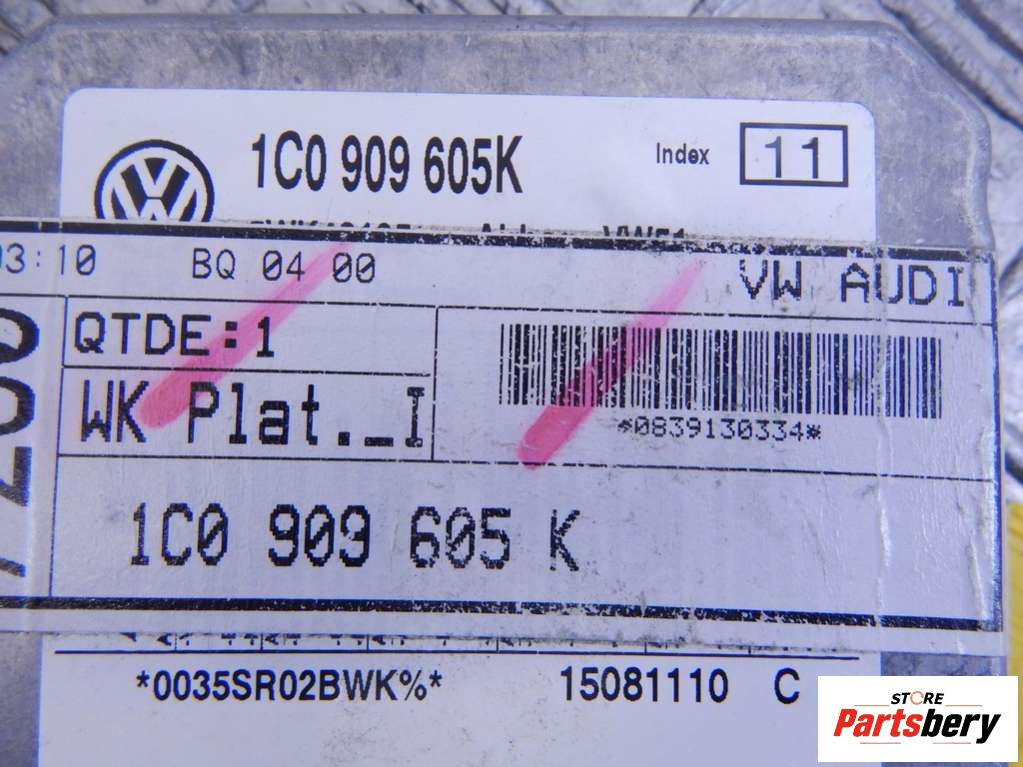 1C0 909 605K Index 11
03:10 BQ 04 00 VW AUDI
QTDE:1
WK Plat._I
*0839130334*
1C0 909 605 K
*0035SR02BWK%* 15081110 C
STORE
Partsbery